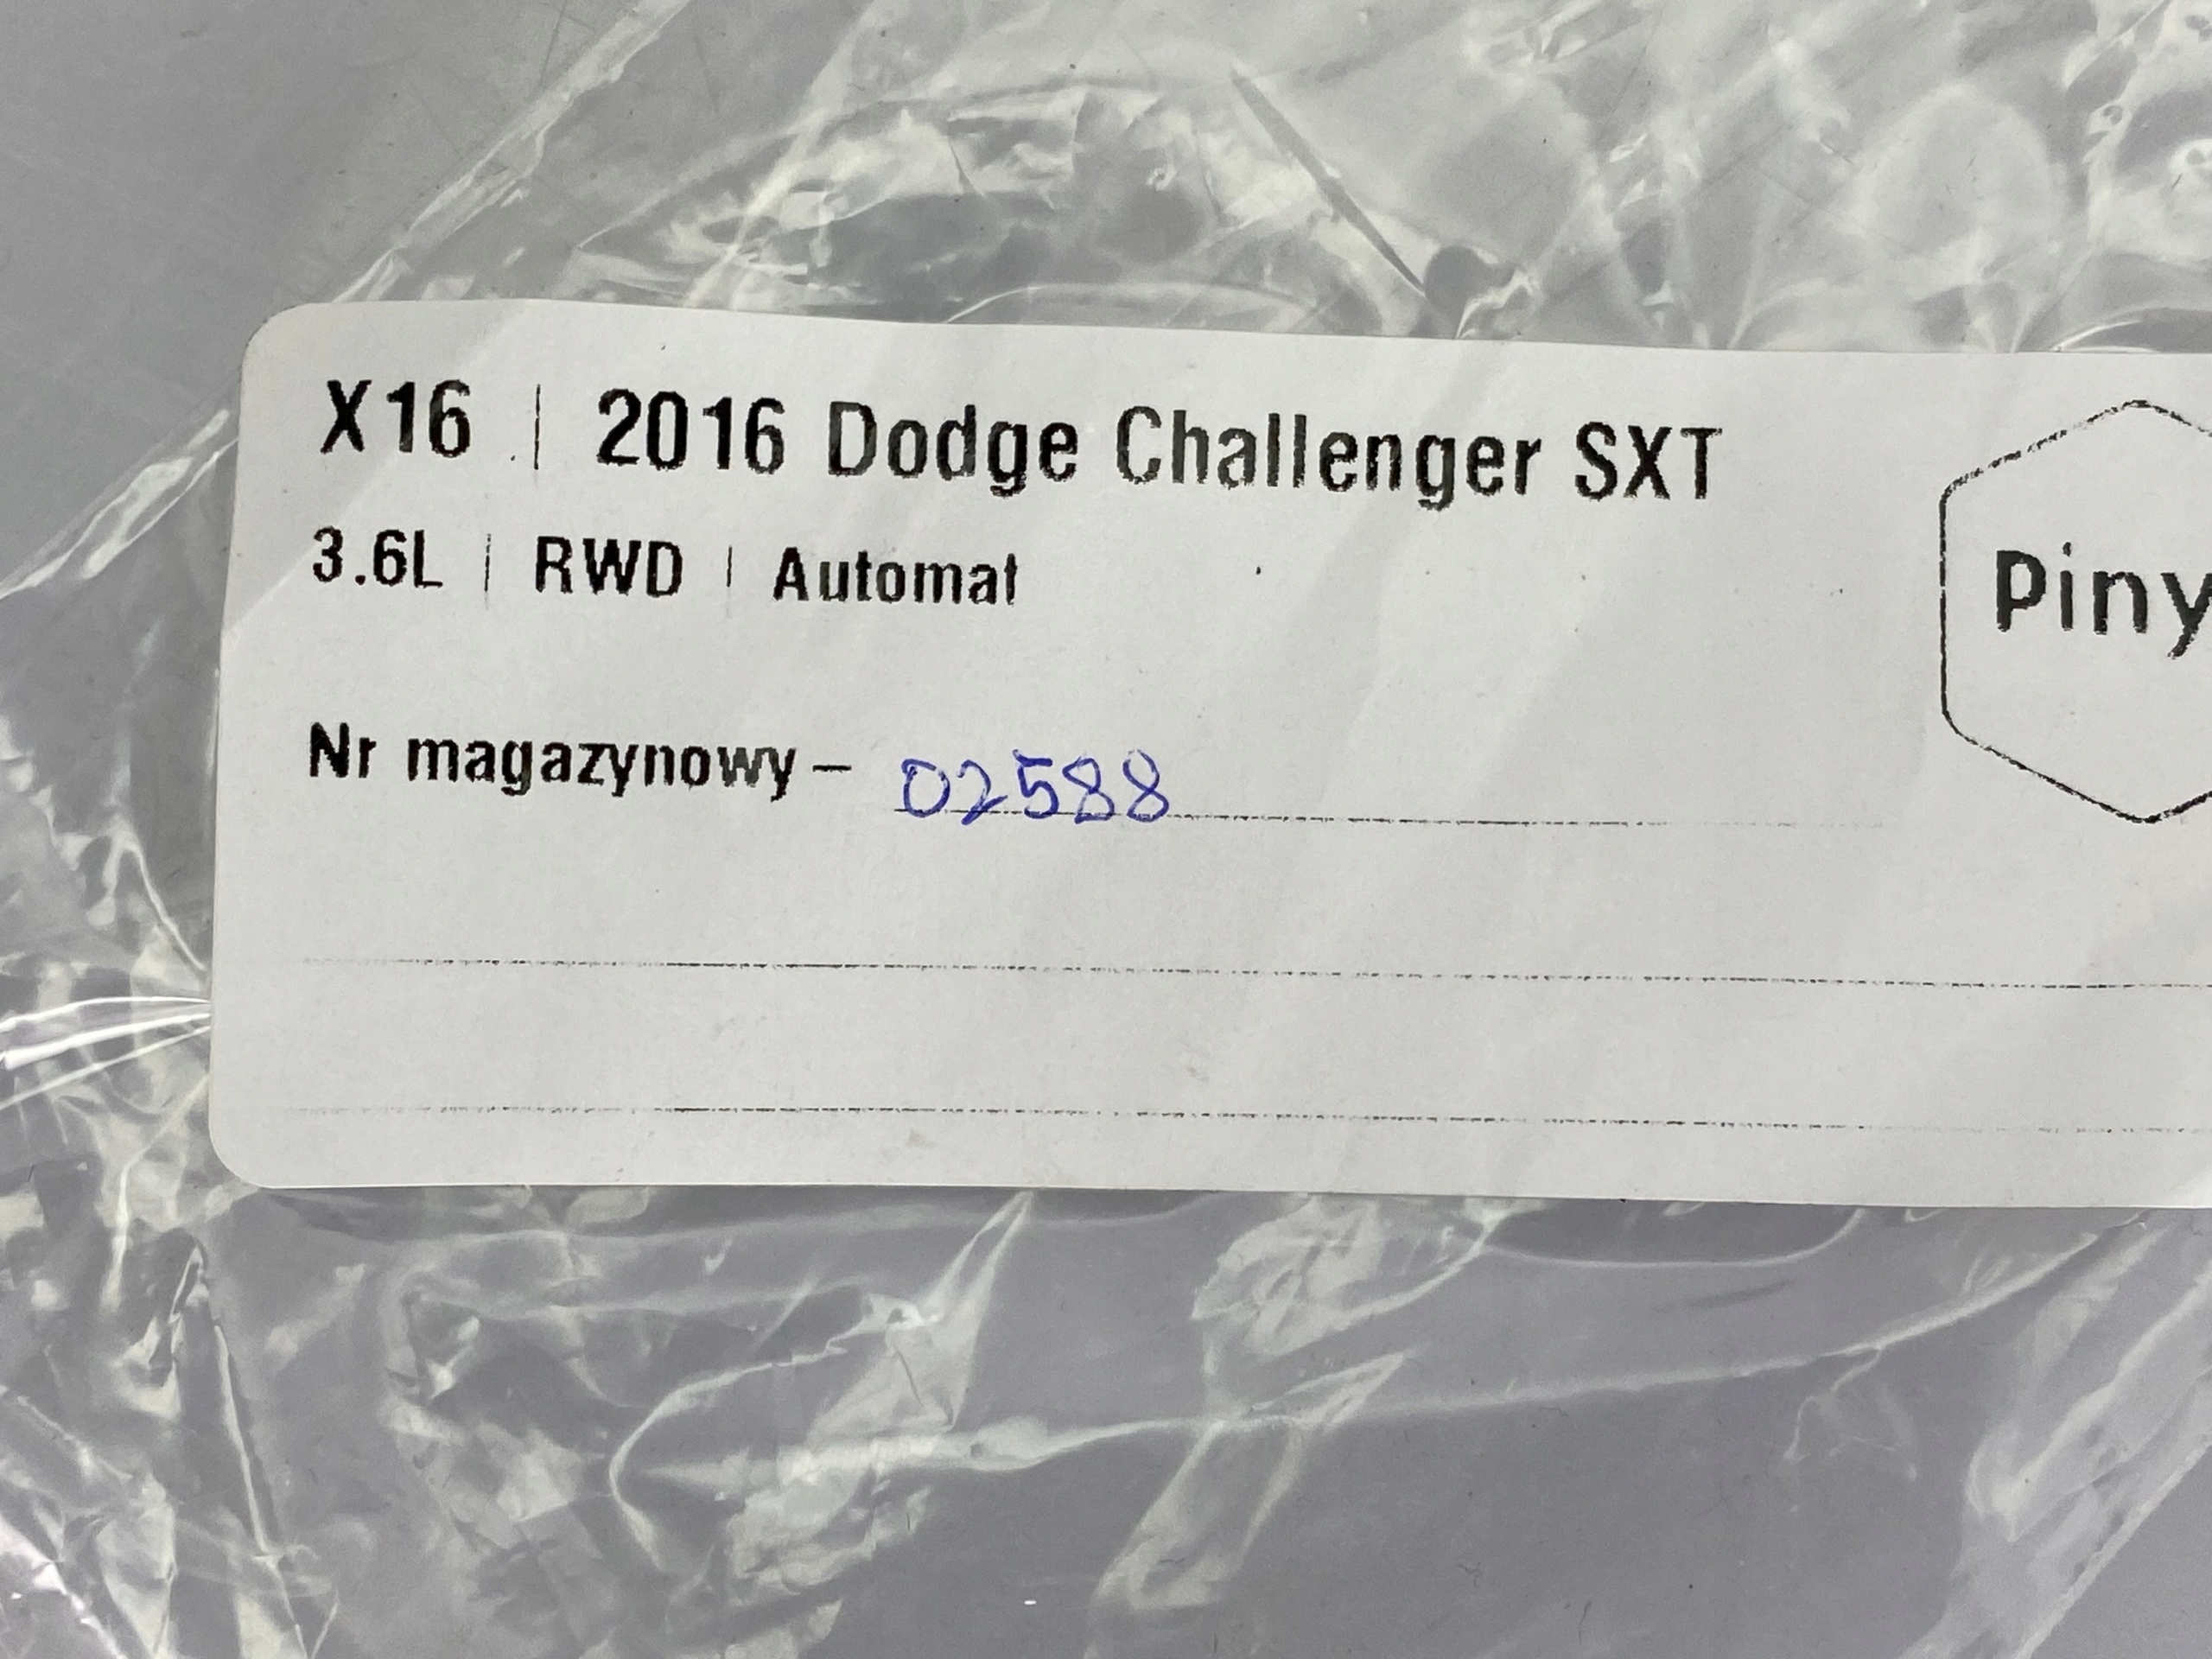 X16 | 2016 Dodge Challenger SXT
3.6L | RWD | Automat
Piny
Nr magazynowy – 02588